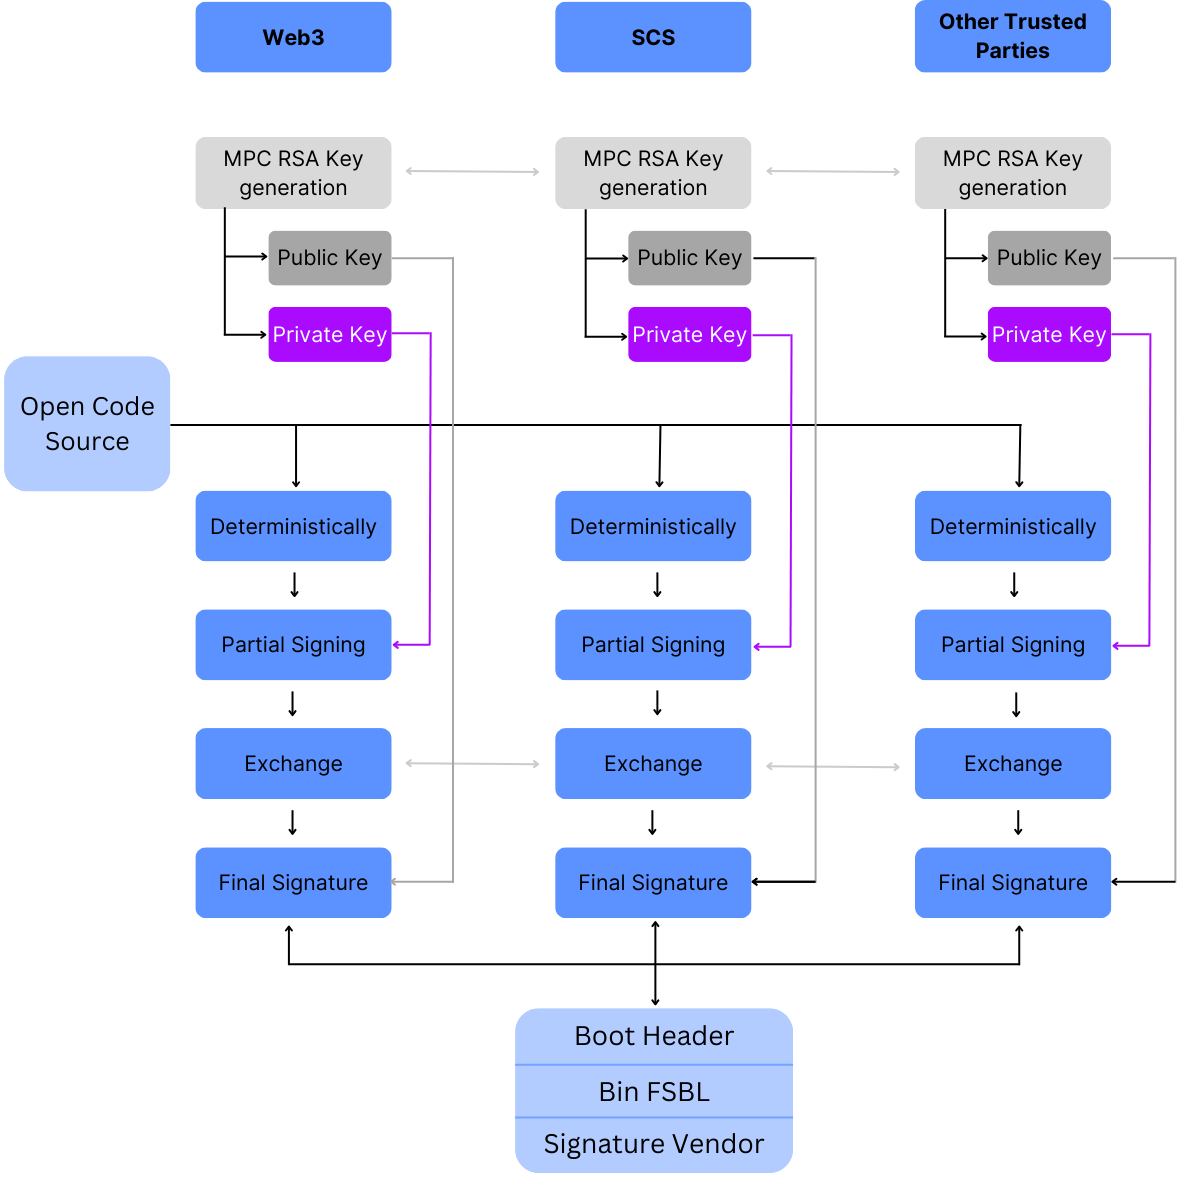 Web3
SCS
Other Trusted
Parties
MPC RSA Key
generation
MPC RSA Key
generation
MPC RSA Key
generation
Public Key
Public Key
Public Key
Private Key
Private Key
Private Key
Open Code
Source
Deterministically
Deterministically
Deterministically
Partial Signing
Partial Signing
Partial Signing
Exchange
Exchange
Exchange
Final Signature
Final Signature
Final Signature
Boot Header
Bin FSBL
Signature Vendor